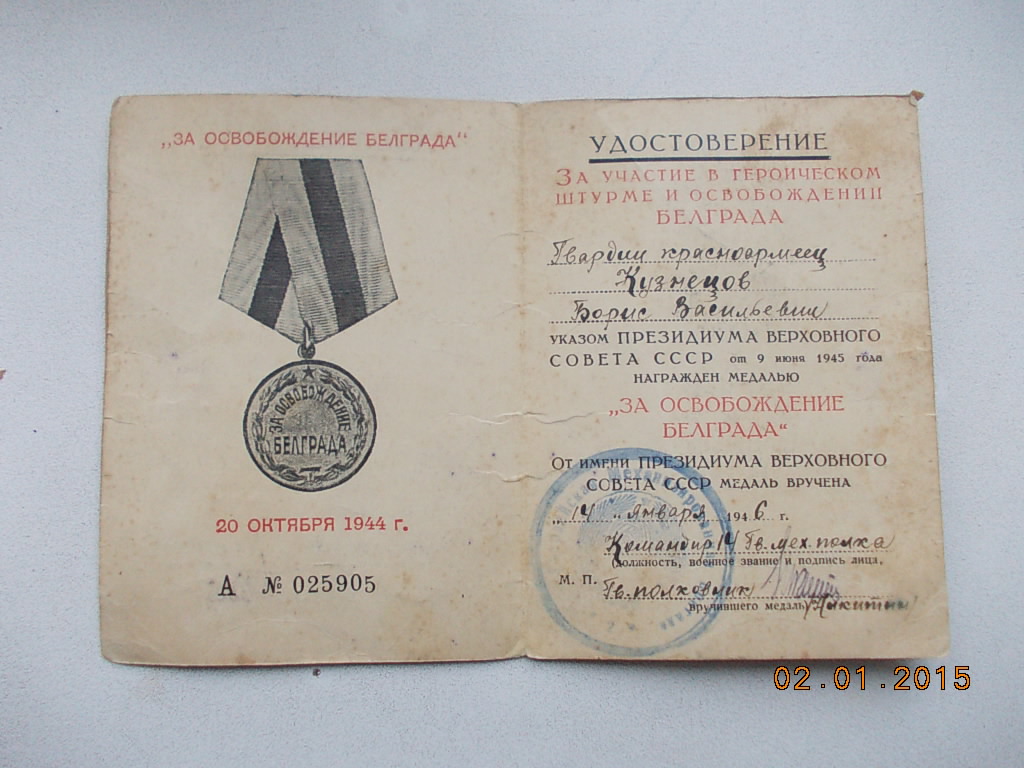 „ЗА ОСВОБОЖДЕНИЕ БЕЛГРАДА"
ЗА ОСВОБОЖДЕНИЕ
БЕЛГРАДА
20 ОКТЯБРЯ 1944 г.
А № 025905
УДОСТОВЕРЕНИЕ
ЗА УЧАСТИЕ В ГЕРОИЧЕСКОМ
ШТУРМЕ И ОСВОБОЖДЕНИИ
БЕЛГРАДА
Гвардии красноармеец
Кузнецов
Борис Васильевич
УКАЗОМ ПРЕЗИДИУМА ВЕРХОВНОГО
СОВЕТА СССР от 9 июня 1945 года
НАГРАЖДЕН МЕДАЛЬЮ
„ЗА ОСВОБОЖДЕНИЕ
БЕЛГРАДА"
ОТ ИМЕНИ ПРЕЗИДИУМА ВЕРХОВНОГО
СОВЕТА СССР МЕДАЛЬ ВРУЧЕНА
„14" января 1946 г.
Командир 14 Гв. мех. полка
(должность, военное звание и подпись лица,
М. П. Гв. полковник
вручившего медаль) Никитин
02.01.2015